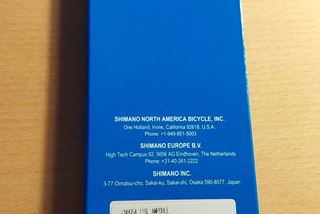 SHIMANO NORTH AMERICA BICYCLE, INC.
One Holland, Irvine, California 92618, U.S.A.
Phone: +1-949-951-5003
SHIMANO EUROPE B.V.
High Tech Campus 92, 5656 AG Eindhoven, The Netherlands
Phone: +31-40-261-2222
SHIMANO INC.
3-77 Oimatsu-cho, Sakai-ku, Sakai-shi, Osaka 590-8577, Japan